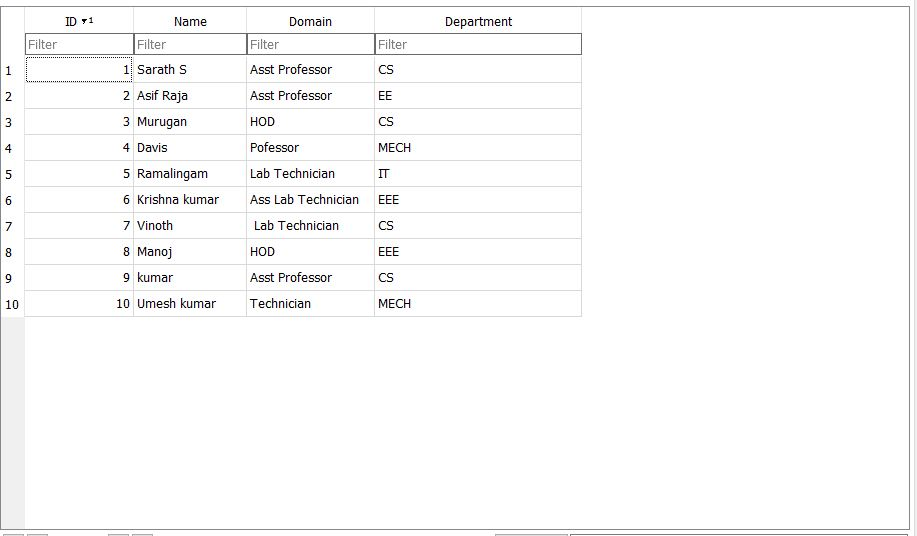 ID 1 Name Domain Department
Filter Filter Filter Filter
1 1 Sarath S Asst Professor CS
2 2 Asif Raja Asst Professor EE
3 3 Murugan HOD CS
4 4 Davis Pofessor MECH
5 5 Ramalingam Lab Technician IT
6 6 Krishna kumar Ass Lab Technician EEE
7 7 Vinoth Lab Technician CS
8 8 Manoj HOD EEE
9 9 kumar Asst Professor CS
10 10 Umesh kumar Technician MECH